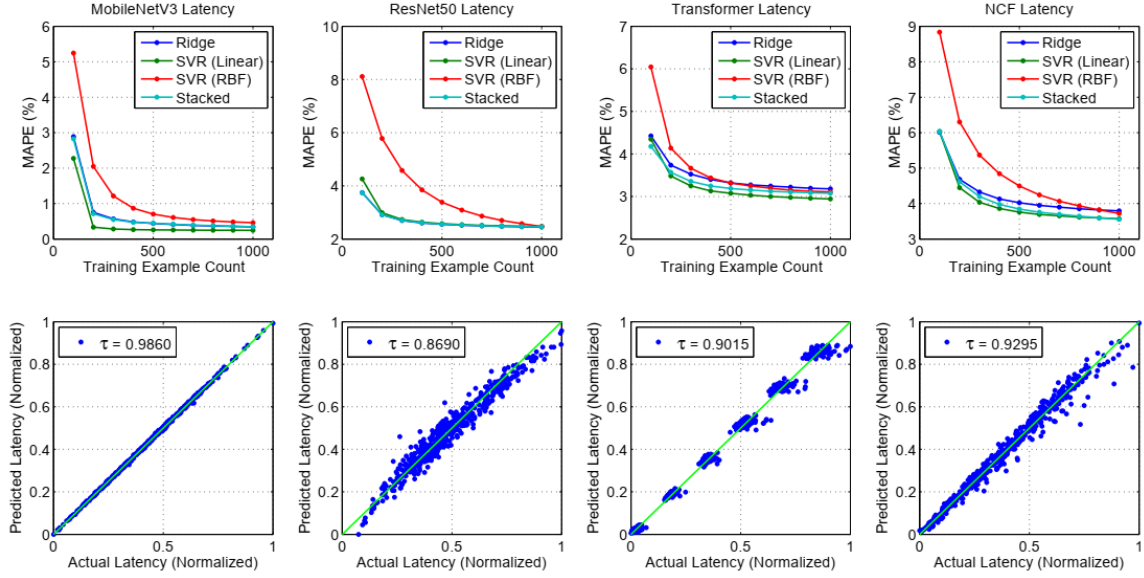 MobileNetV3 Latency
6
5
4
3
2
1
0
0
500
1000
MAPE (%)
Training Example Count
Ridge
SVR (Linear)
SVR (RBF)
Stacked
ResNet50 Latency
10
8
6
4
2
0
500
1000
MAPE (%)
Training Example Count
Ridge
SVR (Linear)
SVR (RBF)
Stacked
Transformer Latency
7
6
5
4
3
2
0
500
1000
MAPE (%)
Training Example Count
Ridge
SVR (Linear)
SVR (RBF)
Stacked
NCF Latency
9
8
7
6
5
4
3
0
500
1000
MAPE (%)
Training Example Count
Ridge
SVR (Linear)
SVR (RBF)
Stacked
1
0.8
0.6
0.4
0.2
0
0
0.5
1
Predicted Latency (Normalized)
Actual Latency (Normalized)
τ = 0.9860
1
0.8
0.6
0.4
0.2
0
0
0.5
1
Predicted Latency (Normalized)
Actual Latency (Normalized)
τ = 0.8690
1
0.8
0.6
0.4
0.2
0
0
0.5
1
Predicted Latency (Normalized)
Actual Latency (Normalized)
τ = 0.9015
1
0.8
0.6
0.4
0.2
0
0
0.5
1
Predicted Latency (Normalized)
Actual Latency (Normalized)
τ = 0.9295